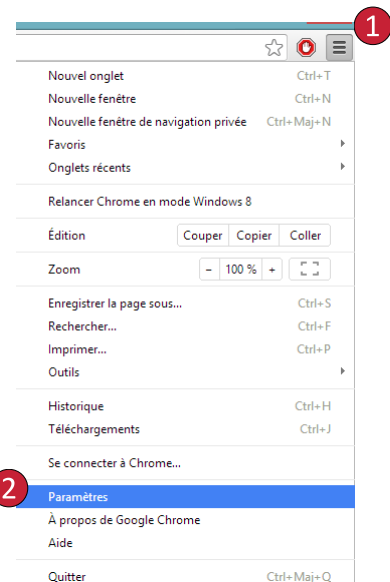 1
Nouvel onglet Ctrl+T
Nouvelle fenêtre Ctrl+N
Nouvelle fenêtre de navigation privée Ctrl+Maj+N
Favoris
Onglets récents
Relancer Chrome en mode Windows 8
Édition Couper Copier Coller
Zoom - 100 % +
Enregistrer la page sous... Ctrl+S
Rechercher... Ctrl+F
Imprimer... Ctrl+P
Outils
Historique Ctrl+H
Téléchargements Ctrl+J
Se connecter à Chrome...
2 Paramètres
À propos de Google Chrome
Aide
Quitter Ctrl+Maj+Q